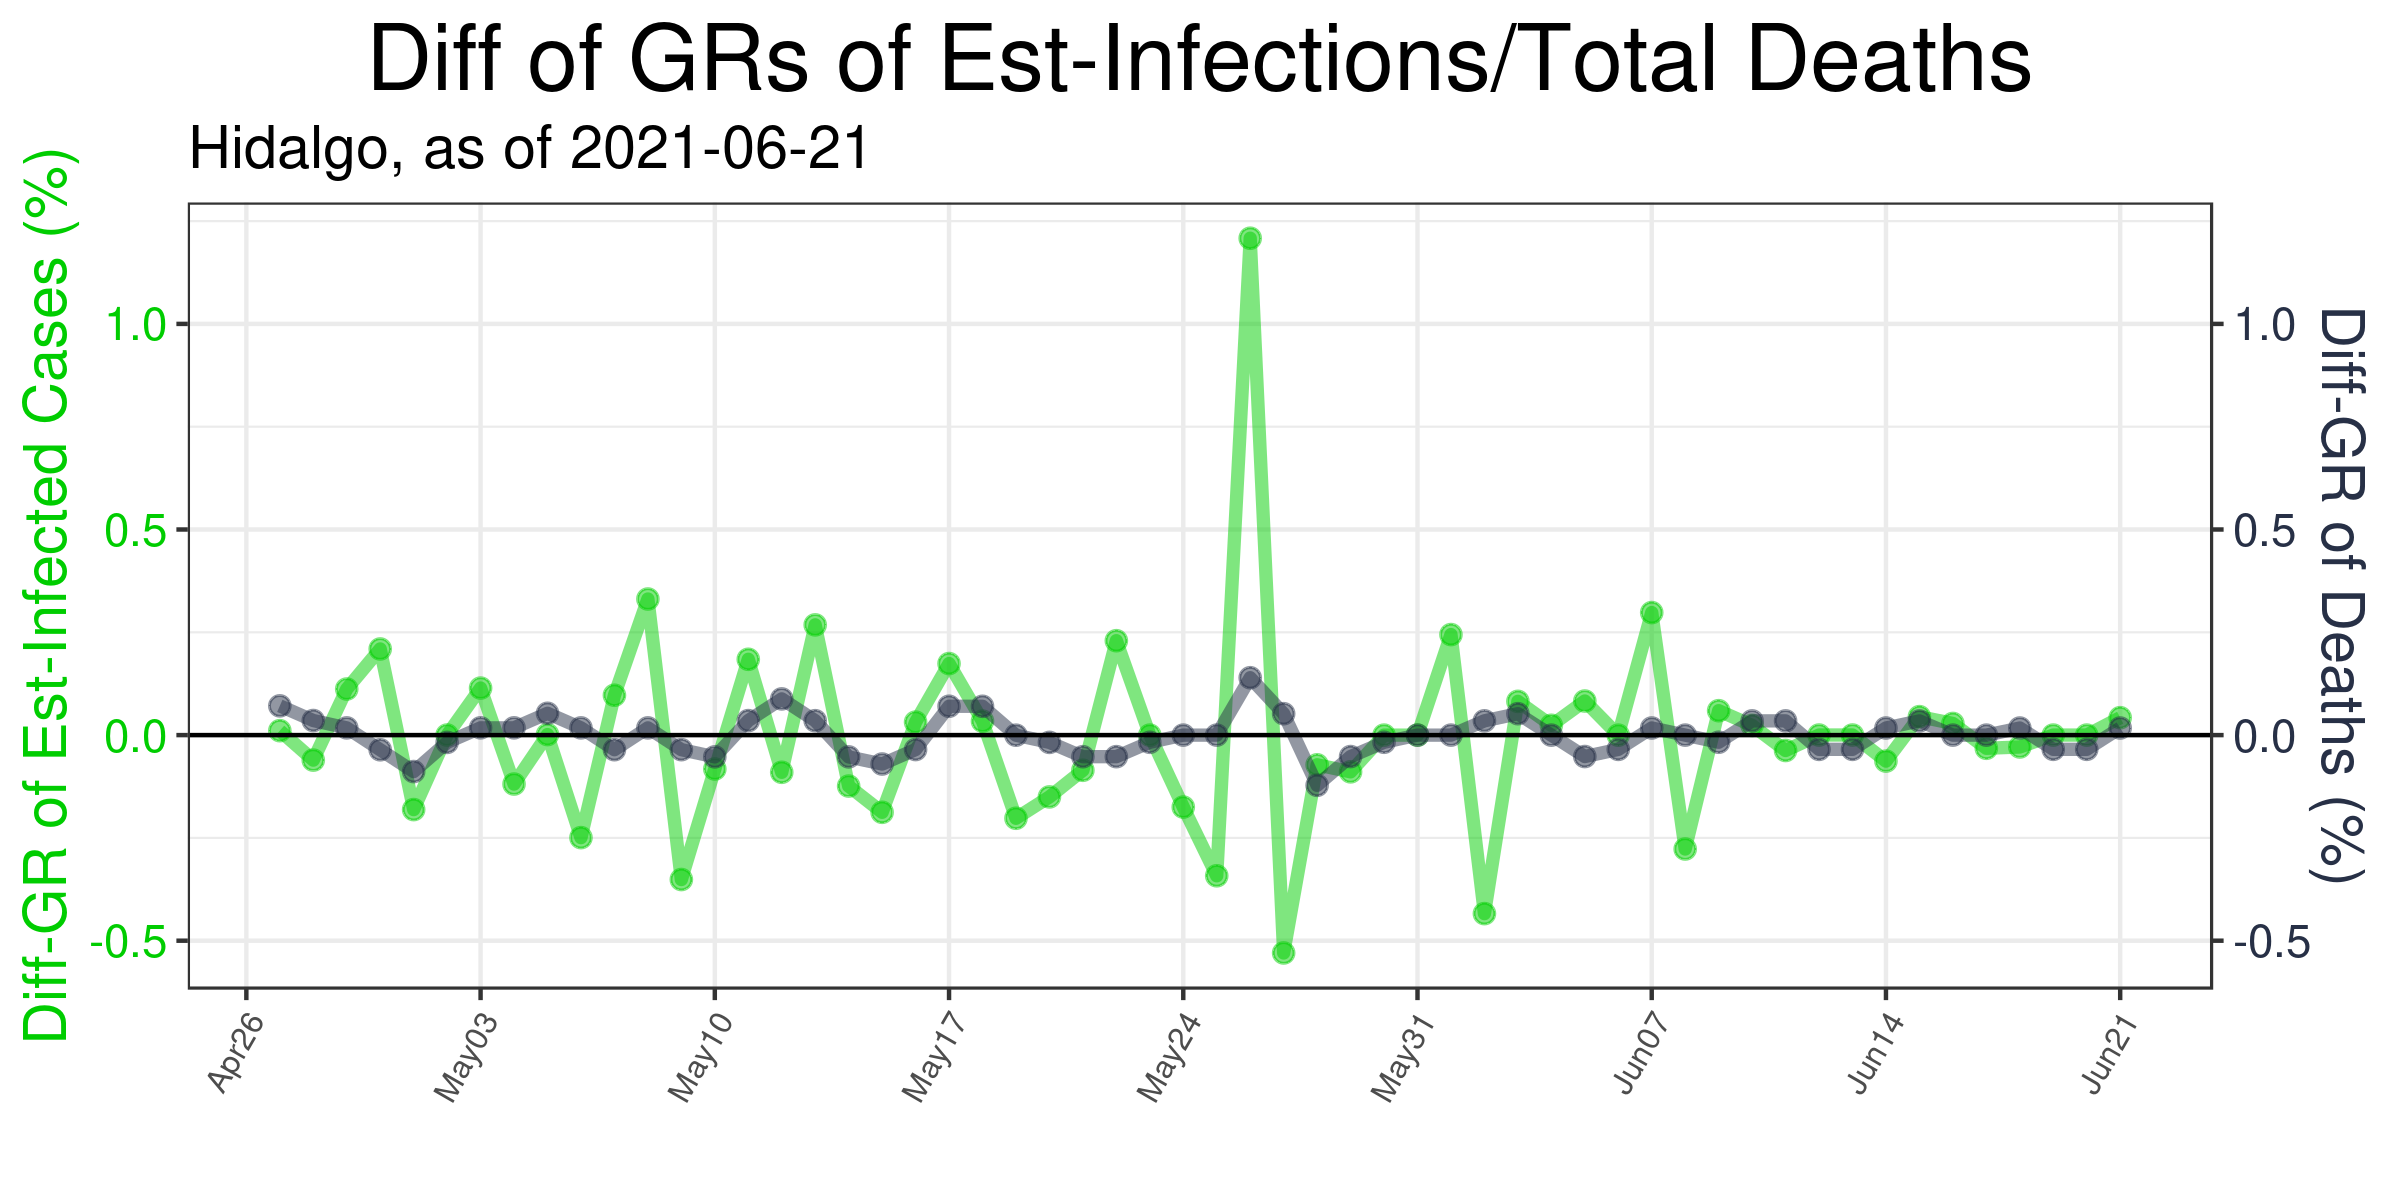 Diff of GRs of Est-Infections/Total Deaths
Hidalgo, as of 2021-06-21
Diff-GR of Est-Infected Cases (%)
1.0
0.5
0.0
-0.5
1.0
0.5
0.0
-0.5
Diff-GR of Deaths (%)
Apr26
May03
May10
May17
May24
May31
Jun07
Jun14
Jun21